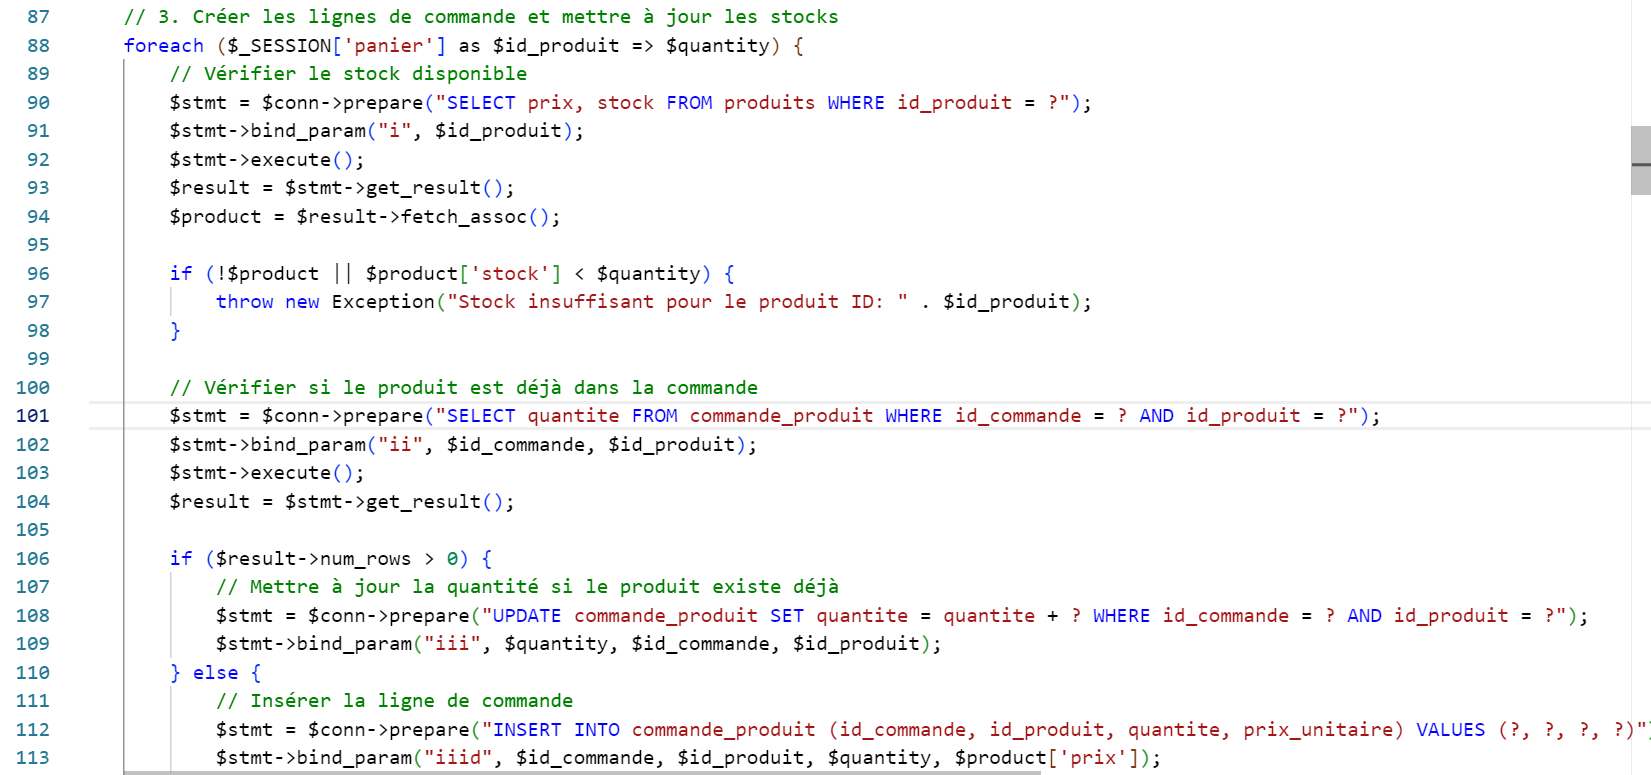 87 // 3. Créer les lignes de commande et mettre à jour les stocks
88 foreach ($_SESSION['panier'] as $id_produit => $quantity) {
89 // Vérifier le stock disponible
90 $stmt = $conn->prepare("SELECT prix, stock FROM produits WHERE id_produit = ?");
91 $stmt->bind_param("i", $id_produit);
92 $stmt->execute();
93 $result = $stmt->get_result();
94 $product = $result->fetch_assoc();
95
96 if (!$product || $product['stock'] < $quantity) {
97 throw new Exception("Stock insuffisant pour le produit ID: " . $id_produit);
98 }
99
100 // Vérifier si le produit est déjà dans la commande
101 $stmt = $conn->prepare("SELECT quantite FROM commande_produit WHERE id_commande = ? AND id_produit = ?");
102 $stmt->bind_param("ii", $id_commande, $id_produit);
103 $stmt->execute();
104 $result = $stmt->get_result();
105
106 if ($result->num_rows > 0) {
107 // Mettre à jour la quantité si le produit existe déjà
108 $stmt = $conn->prepare("UPDATE commande_produit SET quantite = quantite + ? WHERE id_commande = ? AND id_produit = ?");
109 $stmt->bind_param("iii", $quantity, $id_commande, $id_produit);
110 } else {
111 // Insérer la ligne de commande
112 $stmt = $conn->prepare("INSERT INTO commande_produit (id_commande, id_produit, quantite, prix_unitaire) VALUES (?, ?, ?, ?)")
113 $stmt->bind_param("iiid", $id_commande, $id_produit, $quantity, $product['prix']);